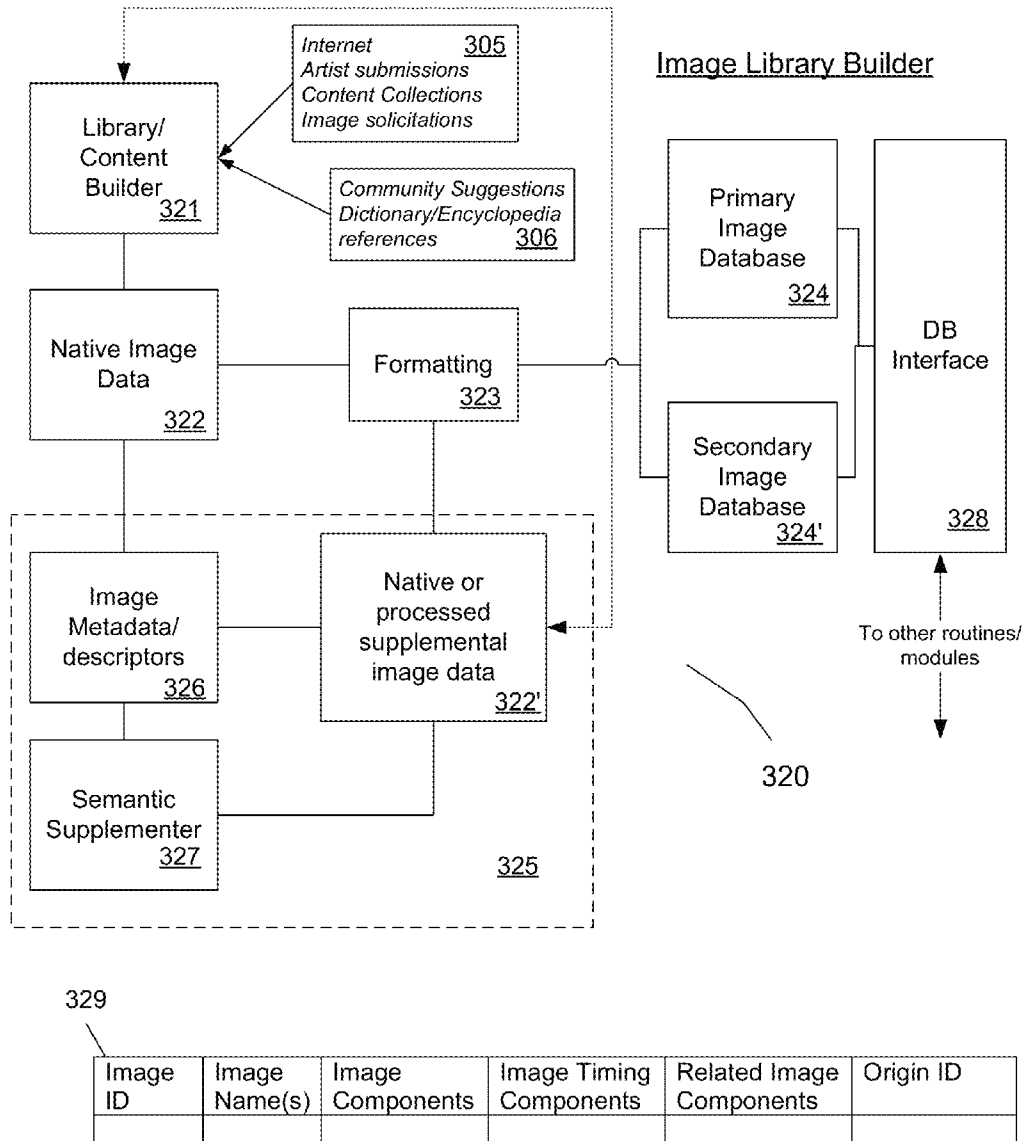 Image Library Builder
Internet 305
Artist submissions
Content Collections
Image solicitations
Library/
Content
Builder
321
Community Suggestions
Dictionary/Encyclopedia
references 306
Primary
Image
Database
324
DB
Interface
328
Native Image
Data
322
Formatting
323
Secondary
Image
Database
324'
Image
Metadata/
descriptors
326
Native or
processed
supplemental
image data
322'
To other routines/
modules
320
Semantic
Supplementer
327
325
329
Image ID
Image Name(s)
Image Components
Image Timing Components
Related Image Components
Origin ID